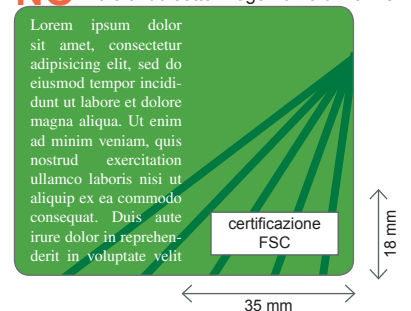 NO
Lorem ipsum dolor
sit amet, consectetur
adipisicing elit, sed do
eiusmod tempor incidi-
dunt ut labore et dolore
magna aliqua. Ut enim
ad minim veniam, quis
nostrud exercitation
ullamco laboris nisi ut
aliquip ex ea commodo
consequat. Duis aute
irure dolor in reprehen-
derit in voluptate velit
certificazione
FSC
18 mm
35 mm